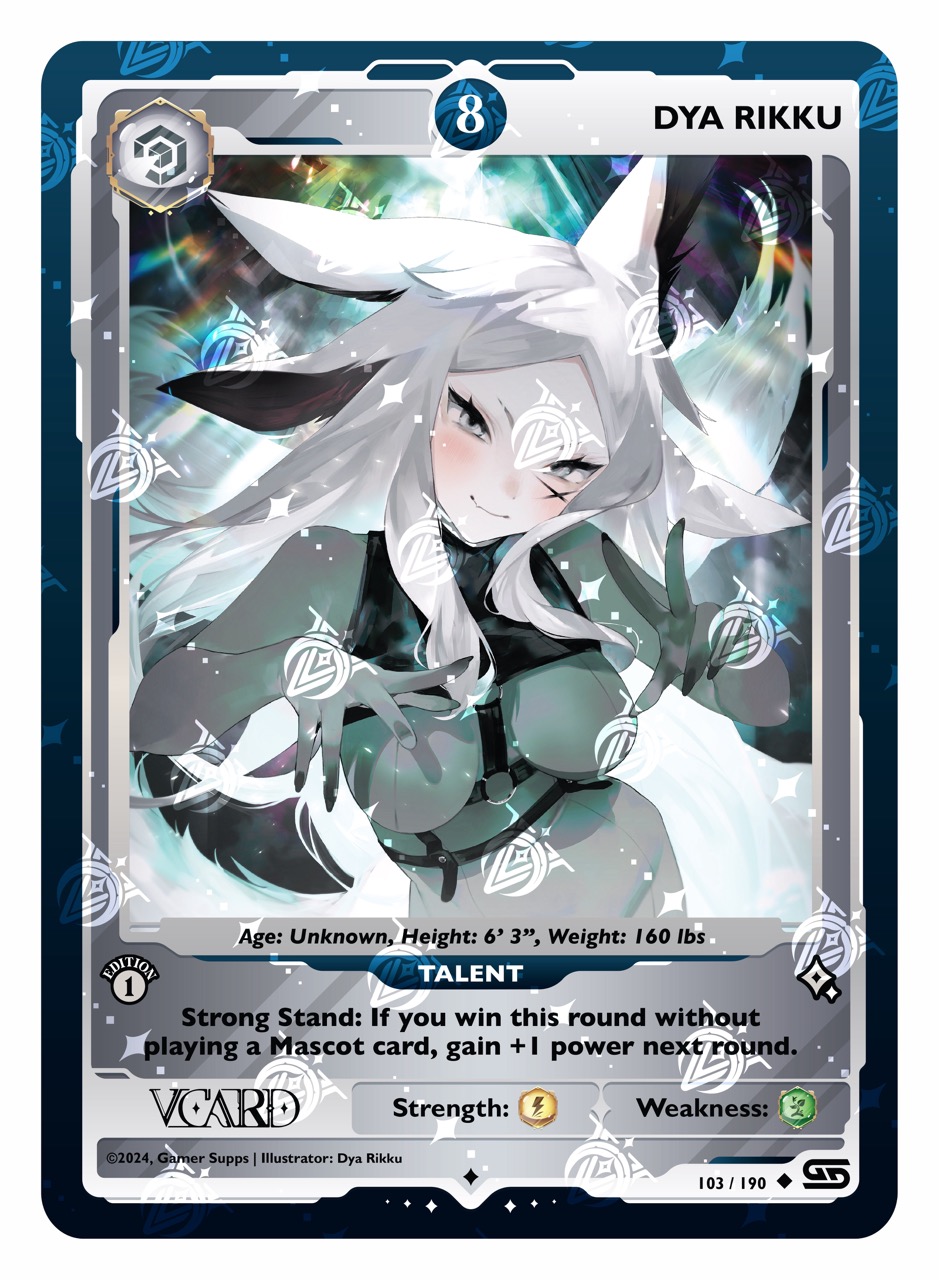 8
DYA RIKKU
Age: Unknown, Height: 6’ 3”, Weight: 160 lbs
EDITION
1
TALENT
Strong Stand: If you win this round without
playing a Mascot card, gain +1 power next round.
VCARD
Strength:
Weakness:
©2024, Gamer Supps | Illustrator: Dya Rikku
103 / 190
GG